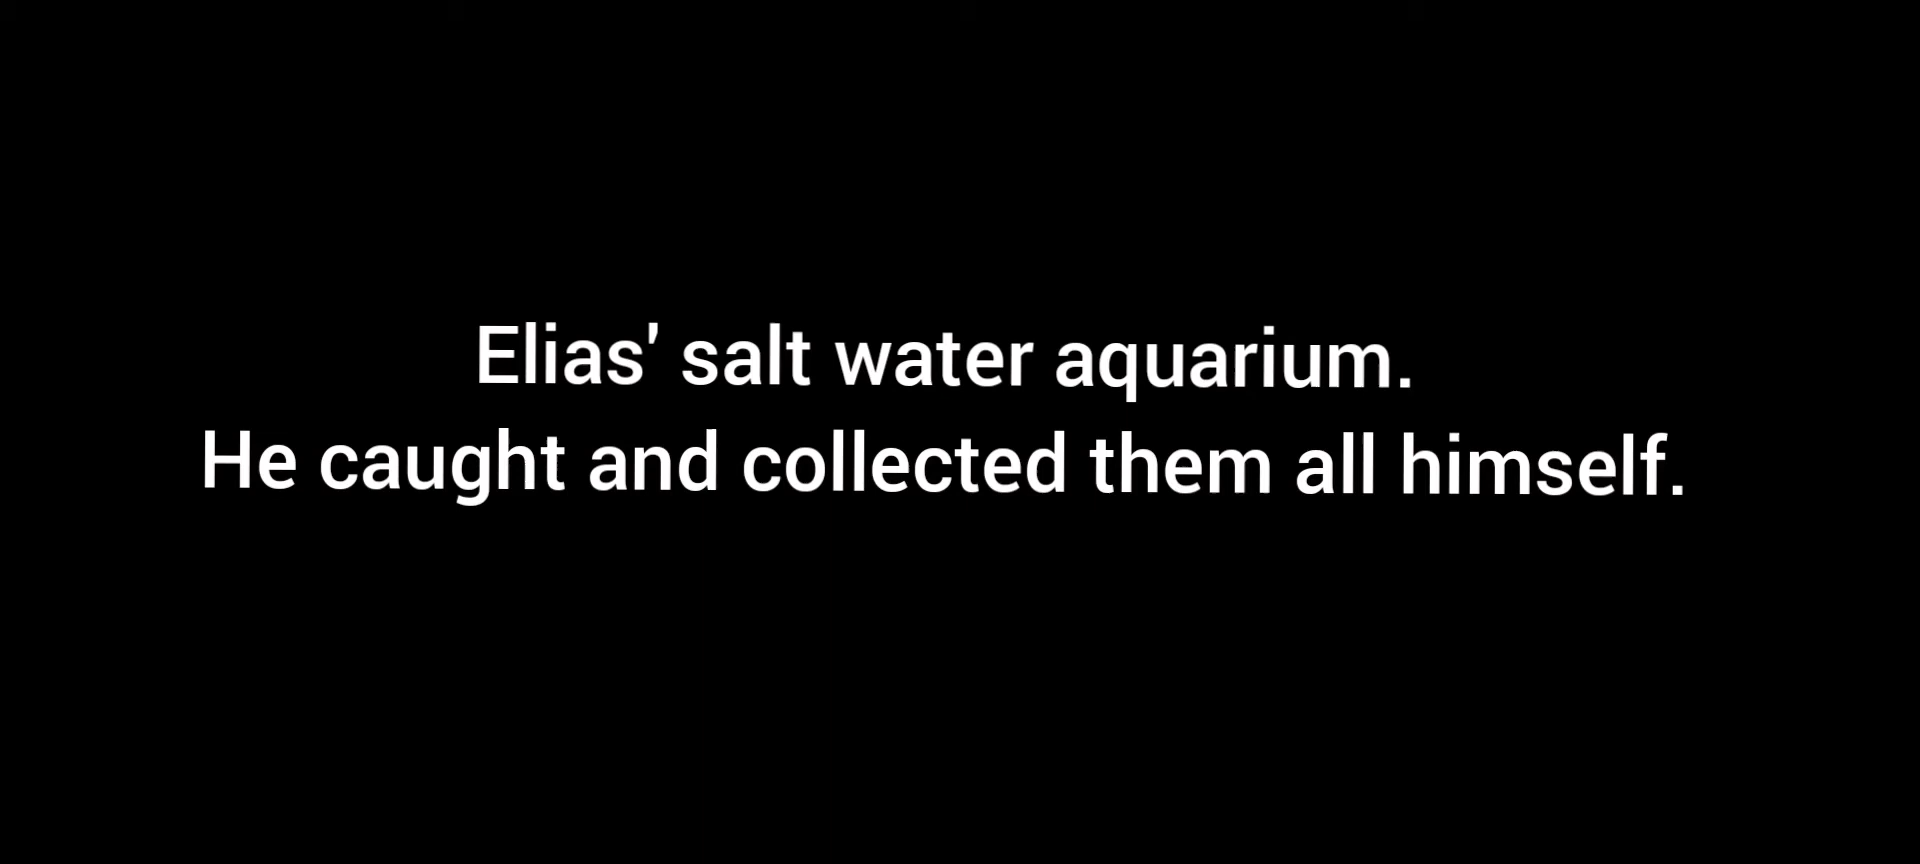 Elias' salt water aquarium.
He caught and collected them all himself.